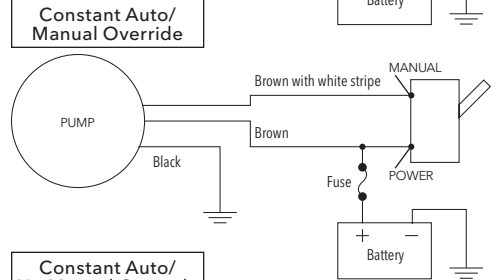 Battery
Constant Auto/
Manual Override
MANUAL
Brown with white stripe
PUMP
Brown
Black
Fuse
POWER
+ −
Battery
Constant Auto/